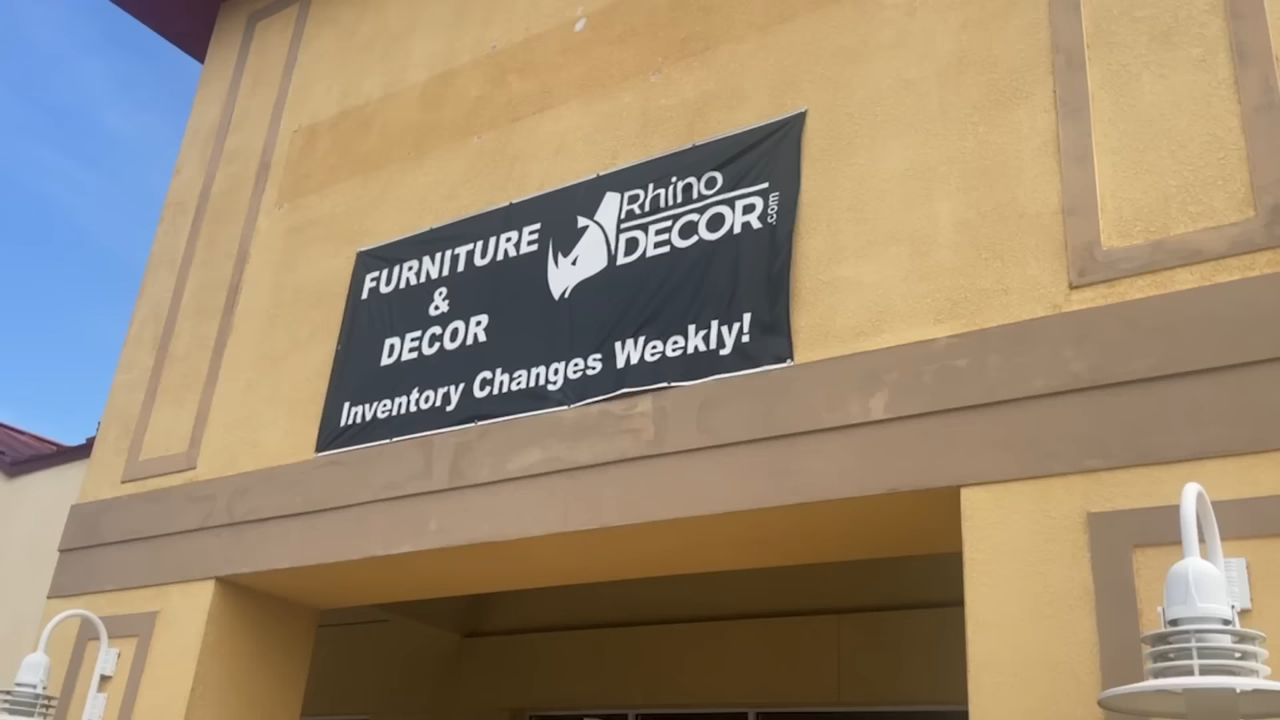 FURNITURE
&
DECOR
Rhino
DECOR.com
Inventory Changes Weekly!